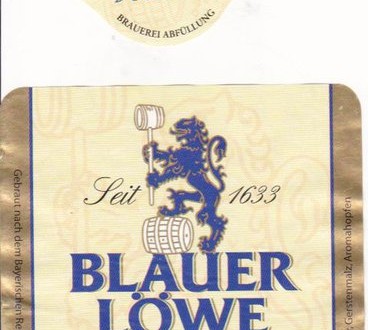 BRAUEREI ABFÜLLUNG
Seit 1633
BLAUER
LÖWE
Gebraut nach dem Bayerischen
Gerstenmalz, Aromahopfen